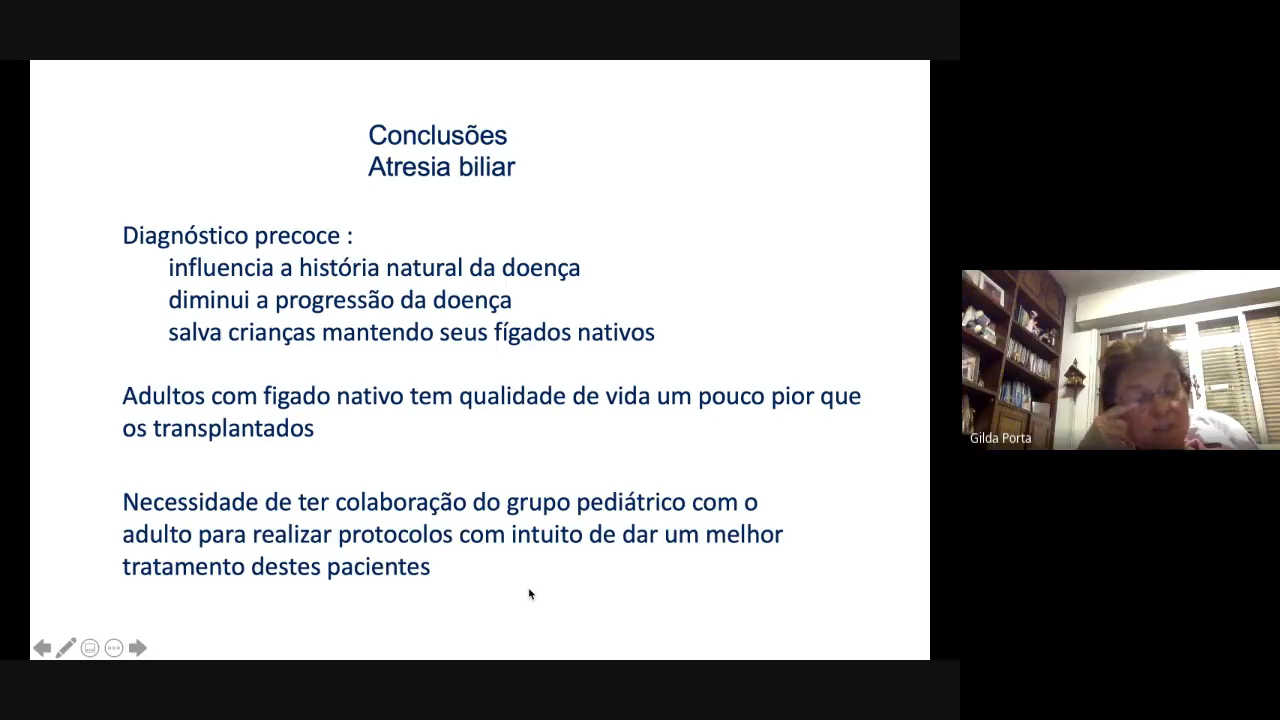 Conclusões
Atresia biliar
Diagnóstico precoce :
influencia a história natural da doença
diminui a progressão da doença
salva crianças mantendo seus fígados nativos
Adultos com figado nativo tem qualidade de vida um pouco pior que
os transplantados
Necessidade de ter colaboração do grupo pediátrico com o
adulto para realizar protocolos com intuito de dar um melhor
tratamento destes pacientes
Gilda Porta